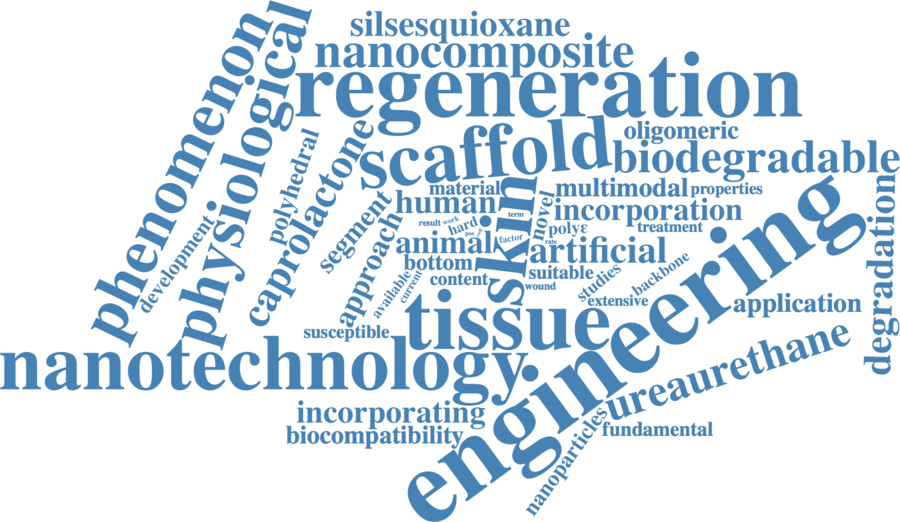 silsesquioxane
nanocomposite
regeneration
phenomenon
physiological
scaffold
oligomeric
biodegradable
polyhedral
caprolactone
segment
approach
development
material
human
skin
multimodal
properties
incorporation
novel
term
result
work
hard
polyε
treatment
animal
factor
rate
artificial
bottom
content
suitable
wound
studies
backbone
extensive
available
current
susceptible
tissue
engineering
application
degradation
nanotechnology
ureaurethane
incorporating
biocompatibility
nanoparticles
fundamental